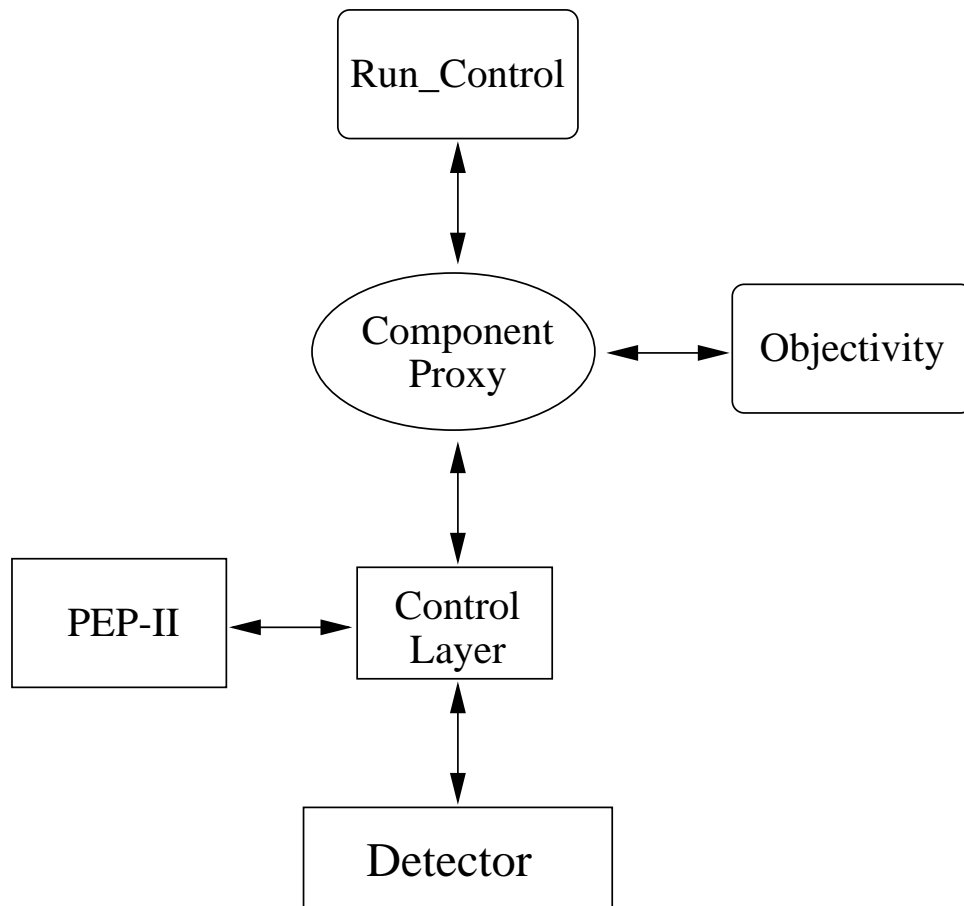 Run_Control
Component
Proxy
Objectivity
PEP-II
Control
Layer
Detector